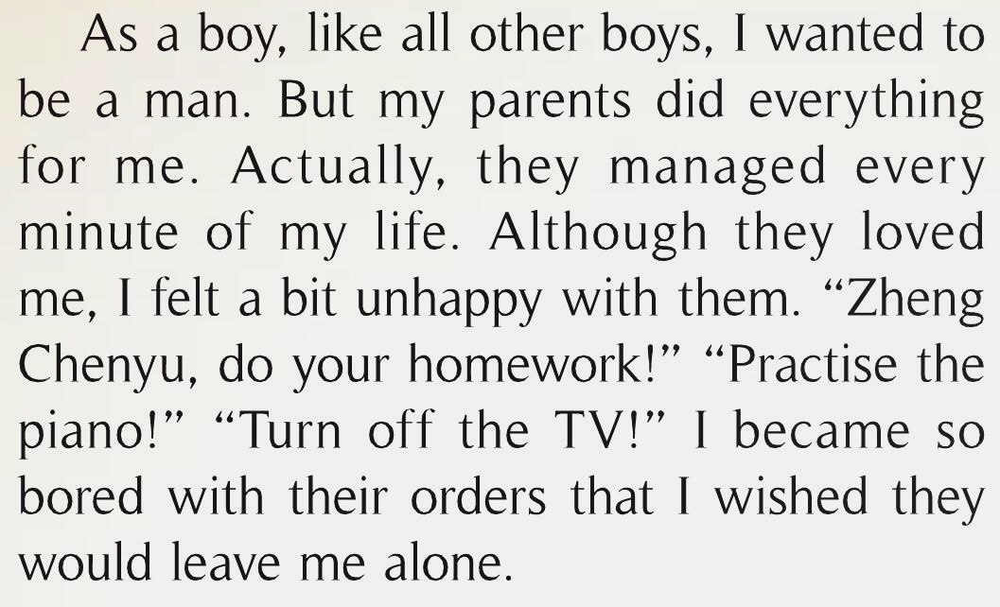 As a boy, like all other boys, I wanted to
be a man. But my parents did everything
for me. Actually, they managed every
minute of my life. Although they loved
me, I felt a bit unhappy with them. “Zheng
Chenyu, do your homework!” “Practise the
piano!” “Turn off the TV!” I became so
bored with their orders that I wished they
would leave me alone.